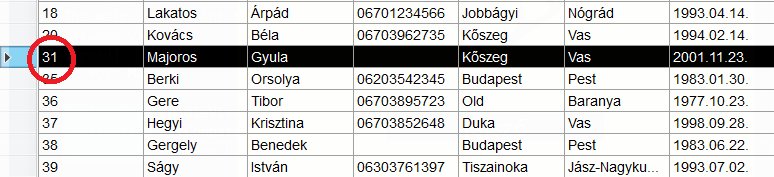 18 Lakatos Árpád 06701234566 Jobbágyi Nógrád 1993.04.14.
20 Kovács Béla 06703962735 Kőszeg Vas 1994.02.14.
31 Majoros Gyula Kőszeg Vas 2001.11.23.
35 Berki Orsolya 06203542345 Budapest Pest 1983.01.30.
36 Gere Tibor 06703895723 Old Baranya 1977.10.23.
37 Hegyi Krisztina 06703852648 Duka Vas 1998.09.28.
38 Gergely Benedek Budapest Pest 1983.06.22.
39 Ságy István 06303761397 Tiszainoka Jász-Nagyku... 1993.07.02.